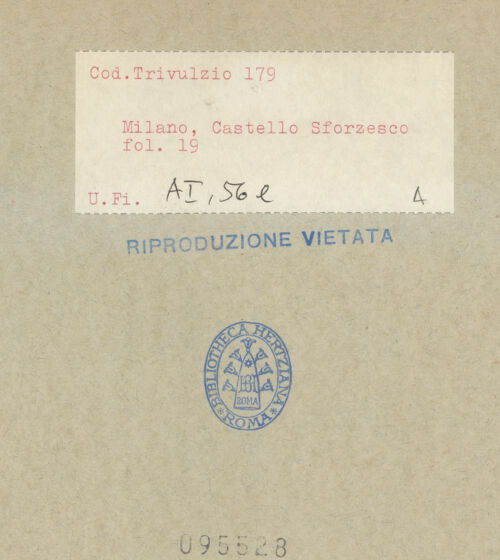 Cod.Trivulzio 179
Milano, Castello Sforzesco
fol. 19
U.Fi. AI, 56 l 4
RIPRODUZIONE VIETATA
BIBLIOTHECA HERTZIANA
* ROMA *
ROMA
095528